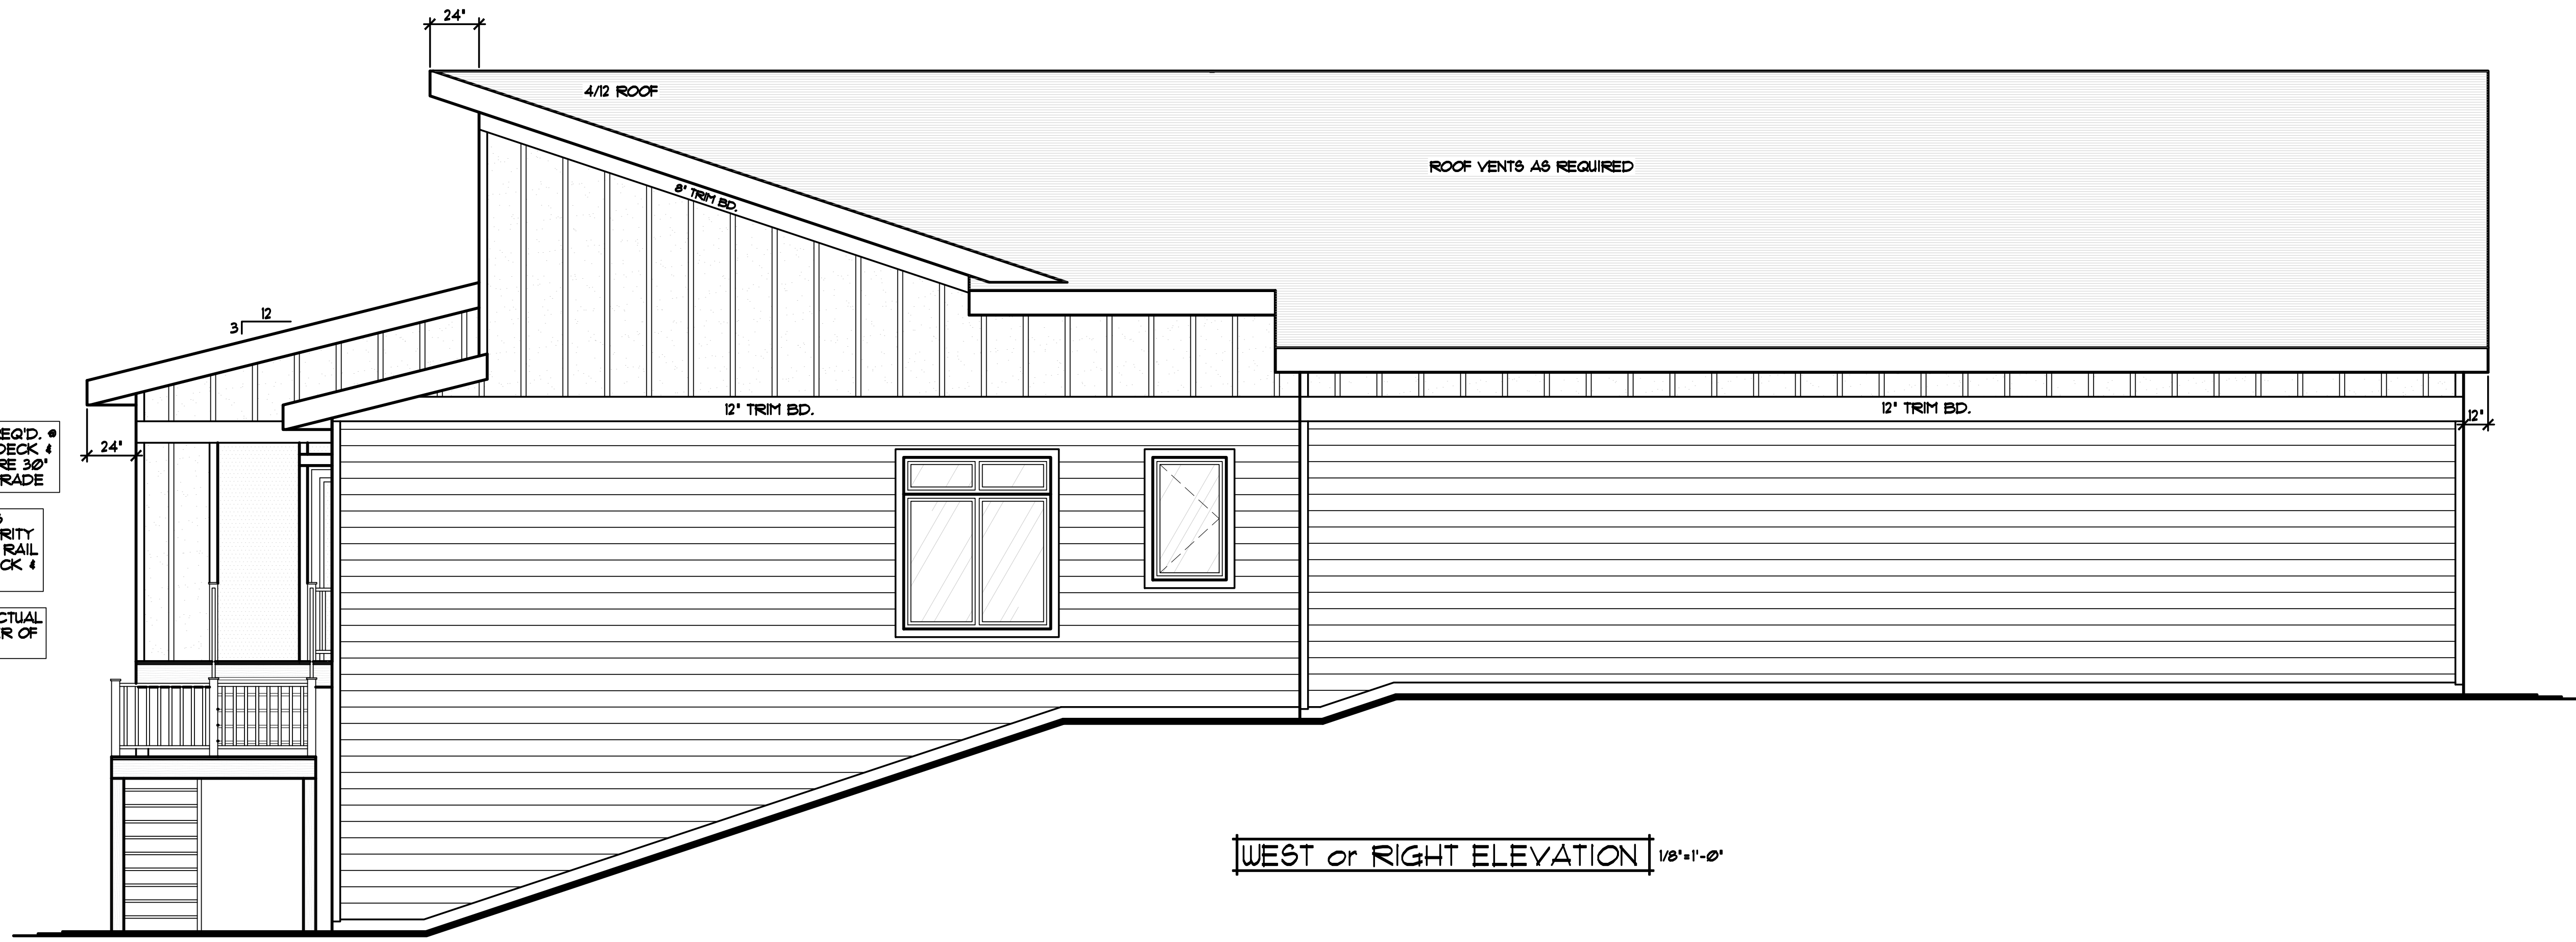 24"
4/12 ROOF
ROOF VENTS AS REQUIRED
8" TRIM BD.
12
3
12" TRIM BD.
12" TRIM BD.
12"
24"
EQ'D. @
DECK &
RE 30"
RADE
S
RITY
RAIL
CK &
CTUAL
ER OF
WEST or RIGHT ELEVATION 1/8"=1'-0"